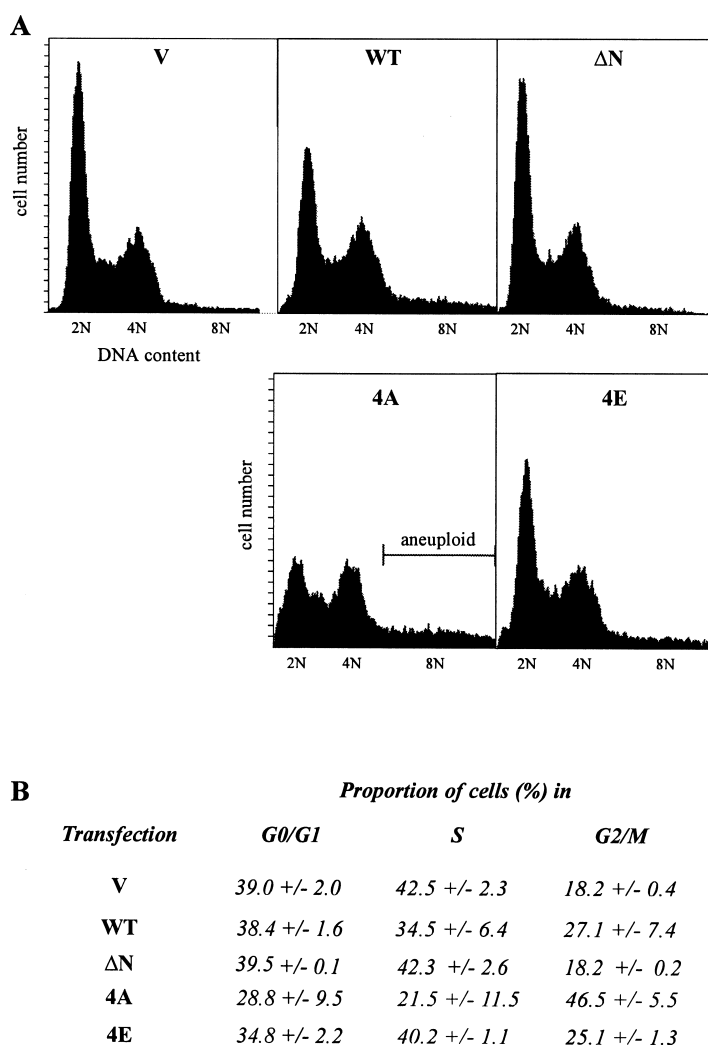 A
V WT ΔN
cell number
2N 4N 8N 2N 4N 8N 2N 4N 8N
DNA content
4A 4E
cell number
aneuploid
2N 4N 8N 2N 4N 8N
B
Proportion of cells (%) in
Transfection G0/G1 S G2/M
V 39.0 +/- 2.0 42.5 +/- 2.3 18.2 +/- 0.4
WT 38.4 +/- 1.6 34.5 +/- 6.4 27.1 +/- 7.4
ΔN 39.5 +/- 0.1 42.3 +/- 2.6 18.2 +/- 0.2
4A 28.8 +/- 9.5 21.5 +/- 11.5 46.5 +/- 5.5
4E 34.8 +/- 2.2 40.2 +/- 1.1 25.1 +/- 1.3